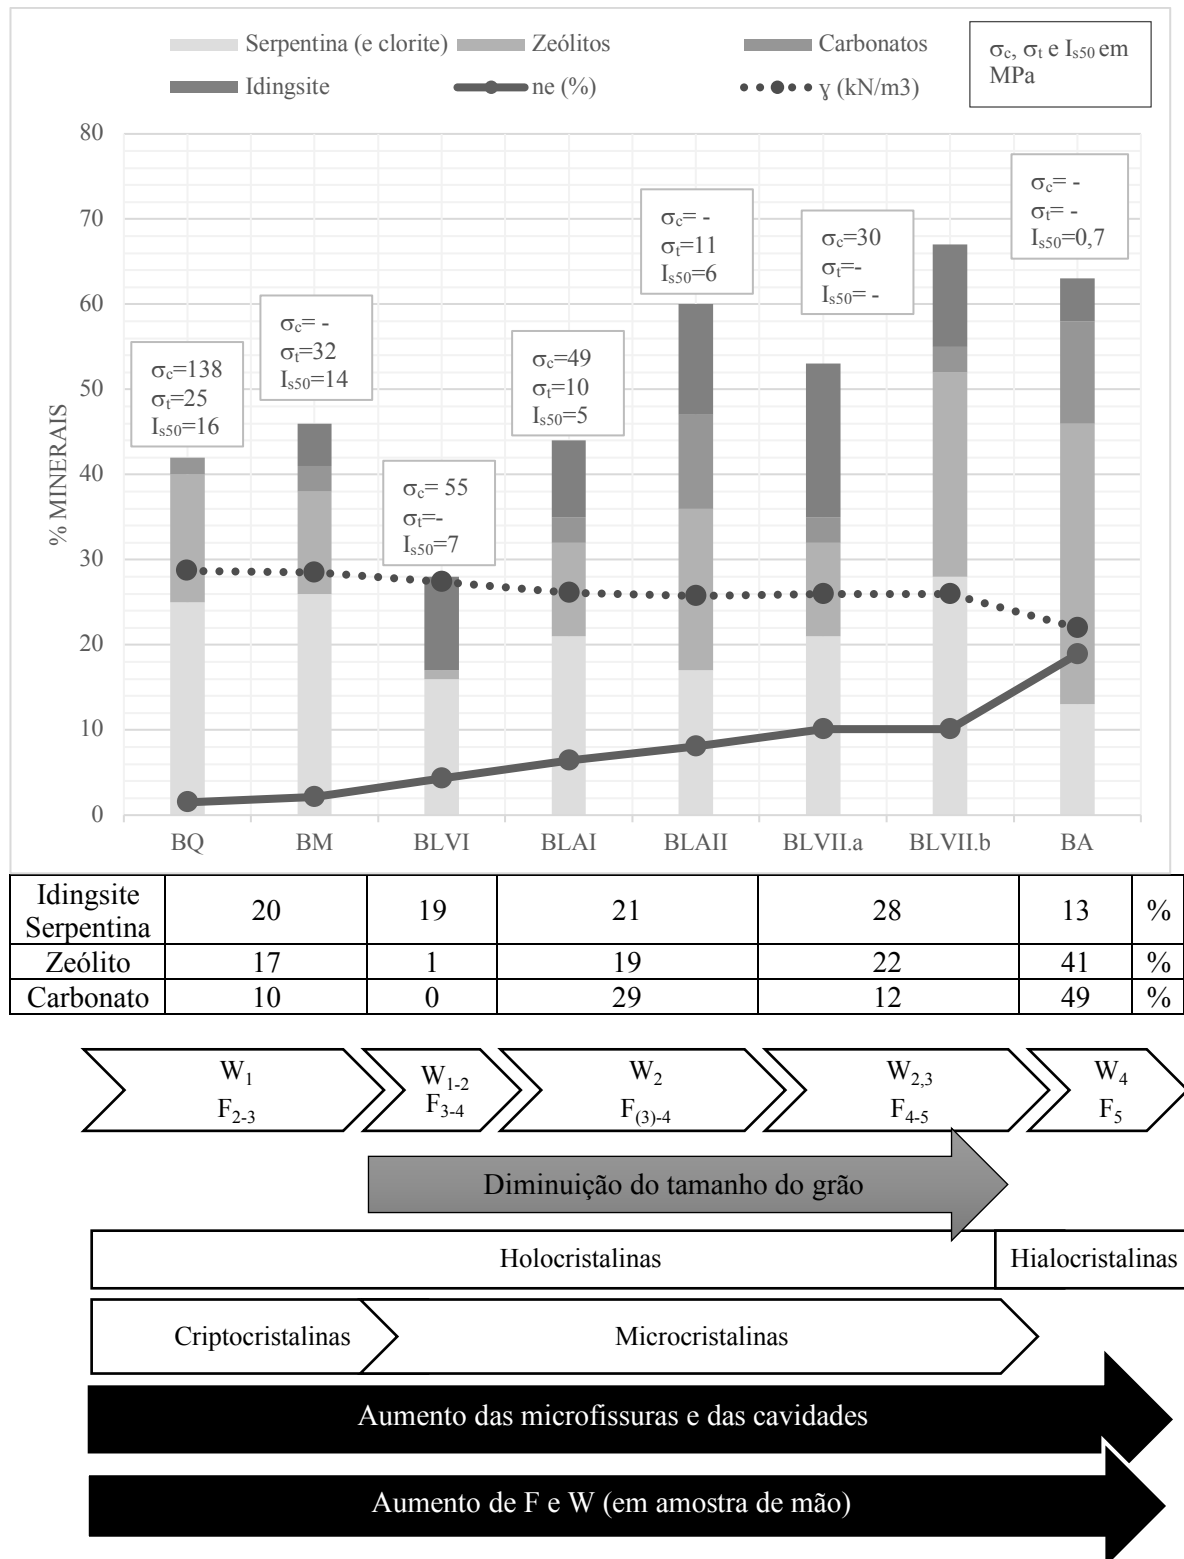 Serpentina (e clorite) Zeólitos Carbonatos
Idingsite ne (%) ɣ (kN/m3)
σc, σt e Is50 em
MPa
% MINERAIS
80
70
60
50
40
30
20
10
0
σc=138
σt=25
Is50=16
σc= -
σt=32
Is50=14
σc= 55
σt=-
Is50=7
σc=49
σt=10
Is50=5
σc= -
σt=11
Is50=6
σc=30
σt=-
Is50= -
σc= -
σt= -
Is50=0,7
BQ BM BLVI BLAI BLAII BLVII.a BLVII.b BA
Idingsite
Serpentina 20 19 21 28 13 %
Zeólito 17 1 19 22 41 %
Carbonato 10 0 29 12 49 %
W1 W1-2 W2 W2,3 W4
F2-3 F3-4 F(3)-4 F4-5 F5
Diminuição do tamanho do grão
Holocristalinas Hialocristalinas
Criptocristalinas Microcristalinas
Aumento das microfissuras e das cavidades
Aumento de F e W (em amostra de mão)